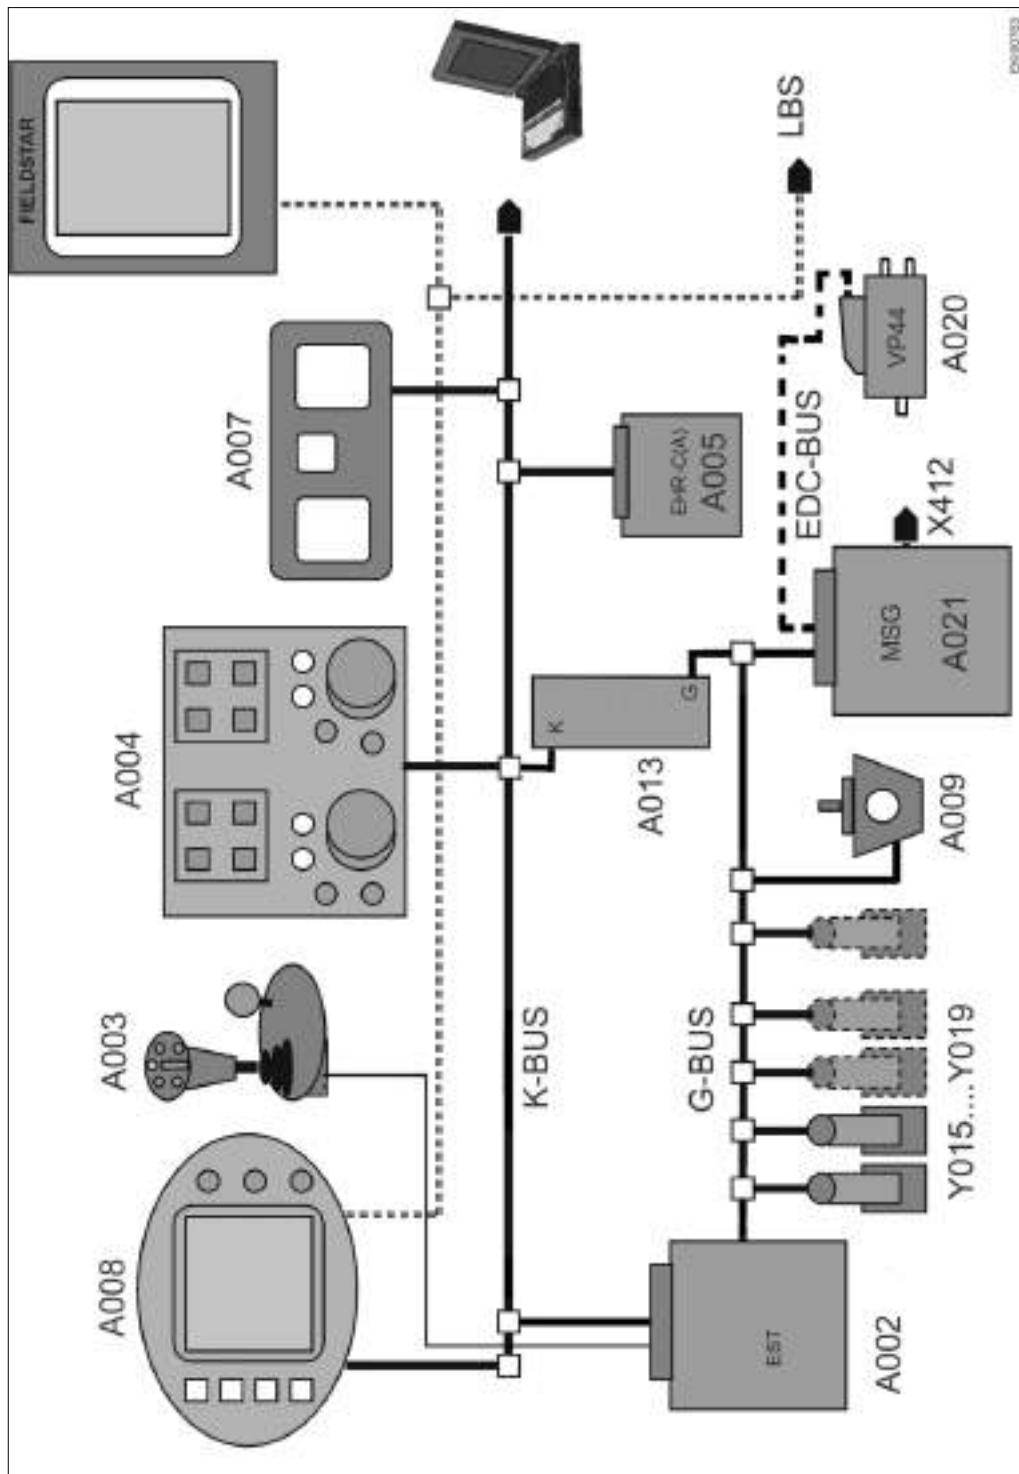 FIELDSTAR
A007
A004
A003
A008
K-BUS
EHR-C(A)
A005
K
G
A013
G-BUS
LBS
EDC-BUS
VP44
A020
X412
MSG
A021
A009
Y015....Y019
EST
A002